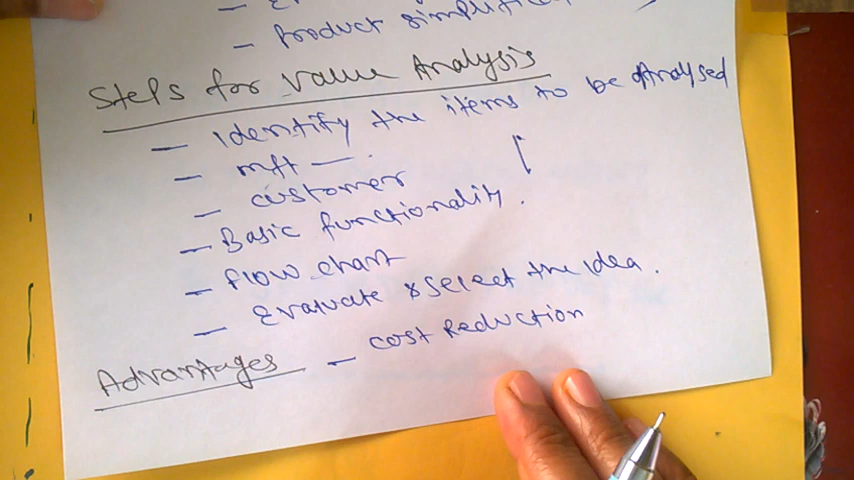 - Product
Steps for Value Analysis
- Identify the items to be Analysed
- mft - .
- customer
- Basic functionality.
- flow chart
- Evaluate & select the idea.
Advantages - cost Reduction